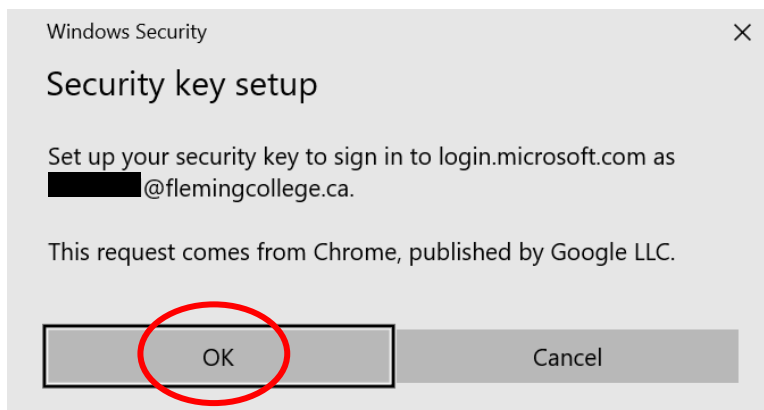 Windows Security
Security key setup
Set up your security key to sign in to login.microsoft.com as
@flemingcollege.ca.
This request comes from Chrome, published by Google LLC.
OK
Cancel